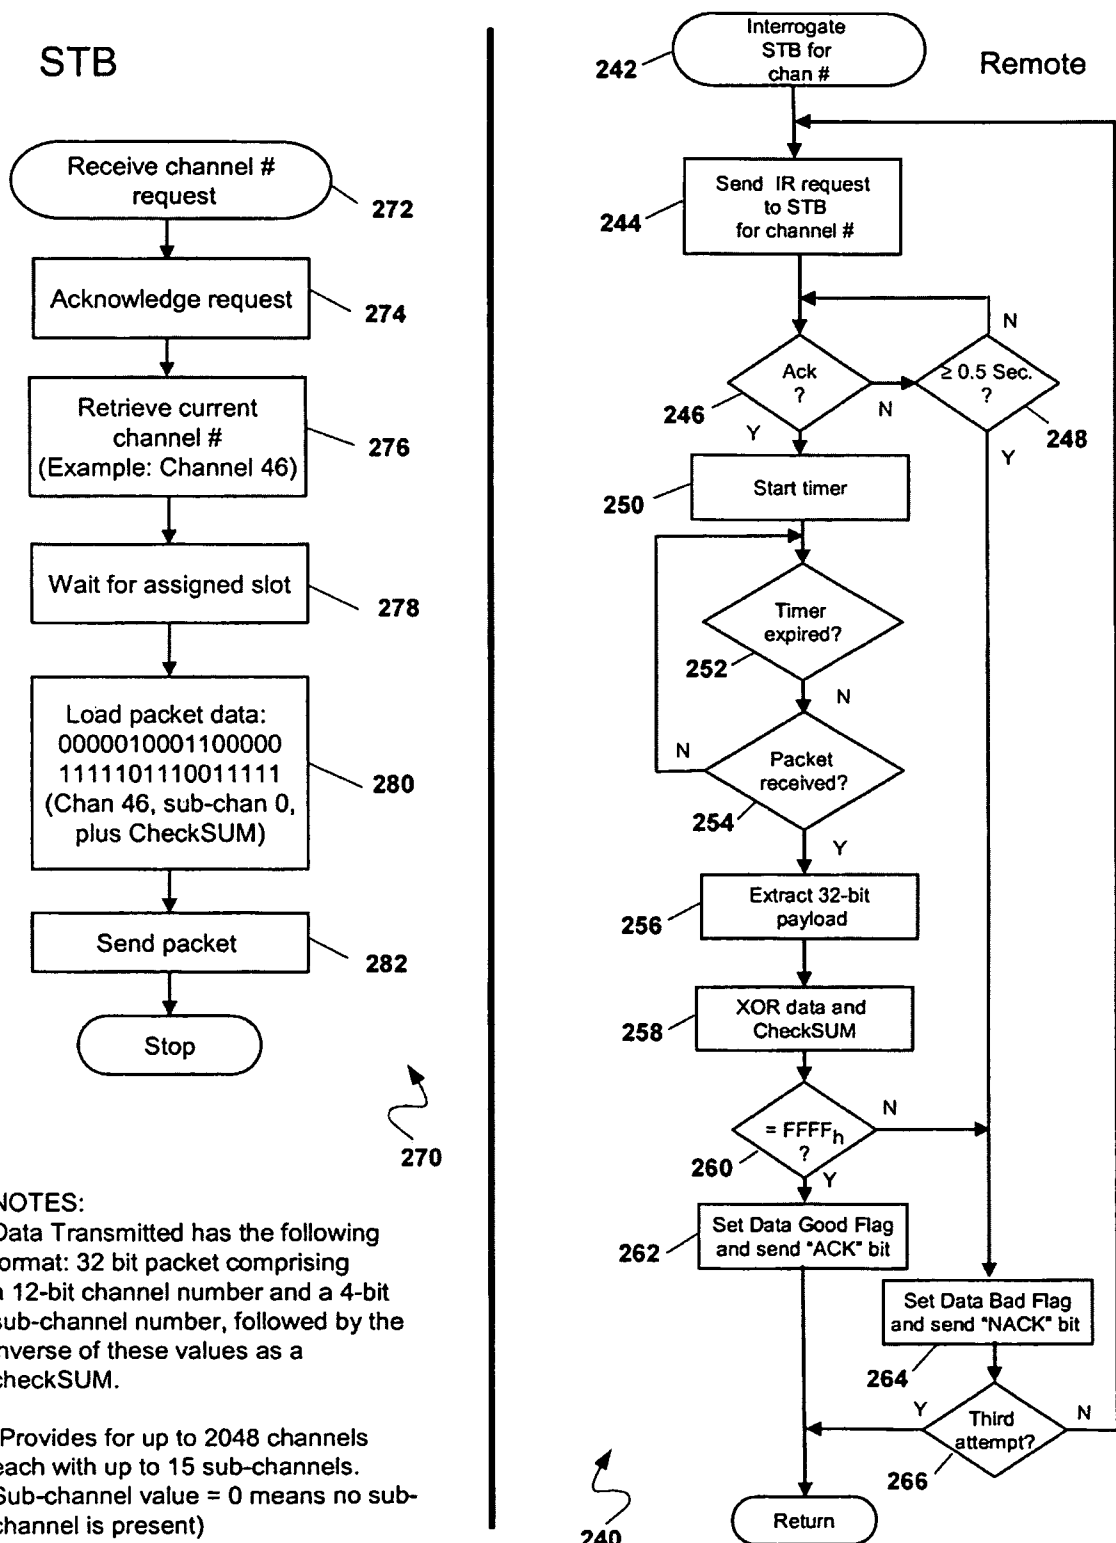 STB
Receive channel #
request
272
Acknowledge request
274
Retrieve current
channel #
(Example: Channel 46)
276
Wait for assigned slot
278
Load packet data:
0000010001100000
1111101110011111
(Chan 46, sub-chan 0,
plus CheckSUM)
280
Send packet
282
Stop
270
NOTES:
Data Transmitted has the following
format: 32 bit packet comprising
a 12-bit channel number and a 4-bit
sub-channel number, followed by the
inverse of these values as a
checkSUM.
(Provides for up to 2048 channels
each with up to 15 sub-channels.
Sub-channel value = 0 means no sub-
channel is present)
Remote
Interrogate
STB for
chan #
242
Send IR request
to STB
for channel #
244
Ack
?
246
N
Y
≥ 0.5 Sec.
?
248
N
Y
Start timer
250
Timer
expired?
252
N
Packet
received?
254
N
Y
Extract 32-bit
payload
256
XOR data and
CheckSUM
258
= FFFFh
?
260
N
Y
Set Data Good Flag
and send "ACK" bit
262
Set Data Bad Flag
and send "NACK" bit
264
Third
attempt?
266
Y
N
Return
240